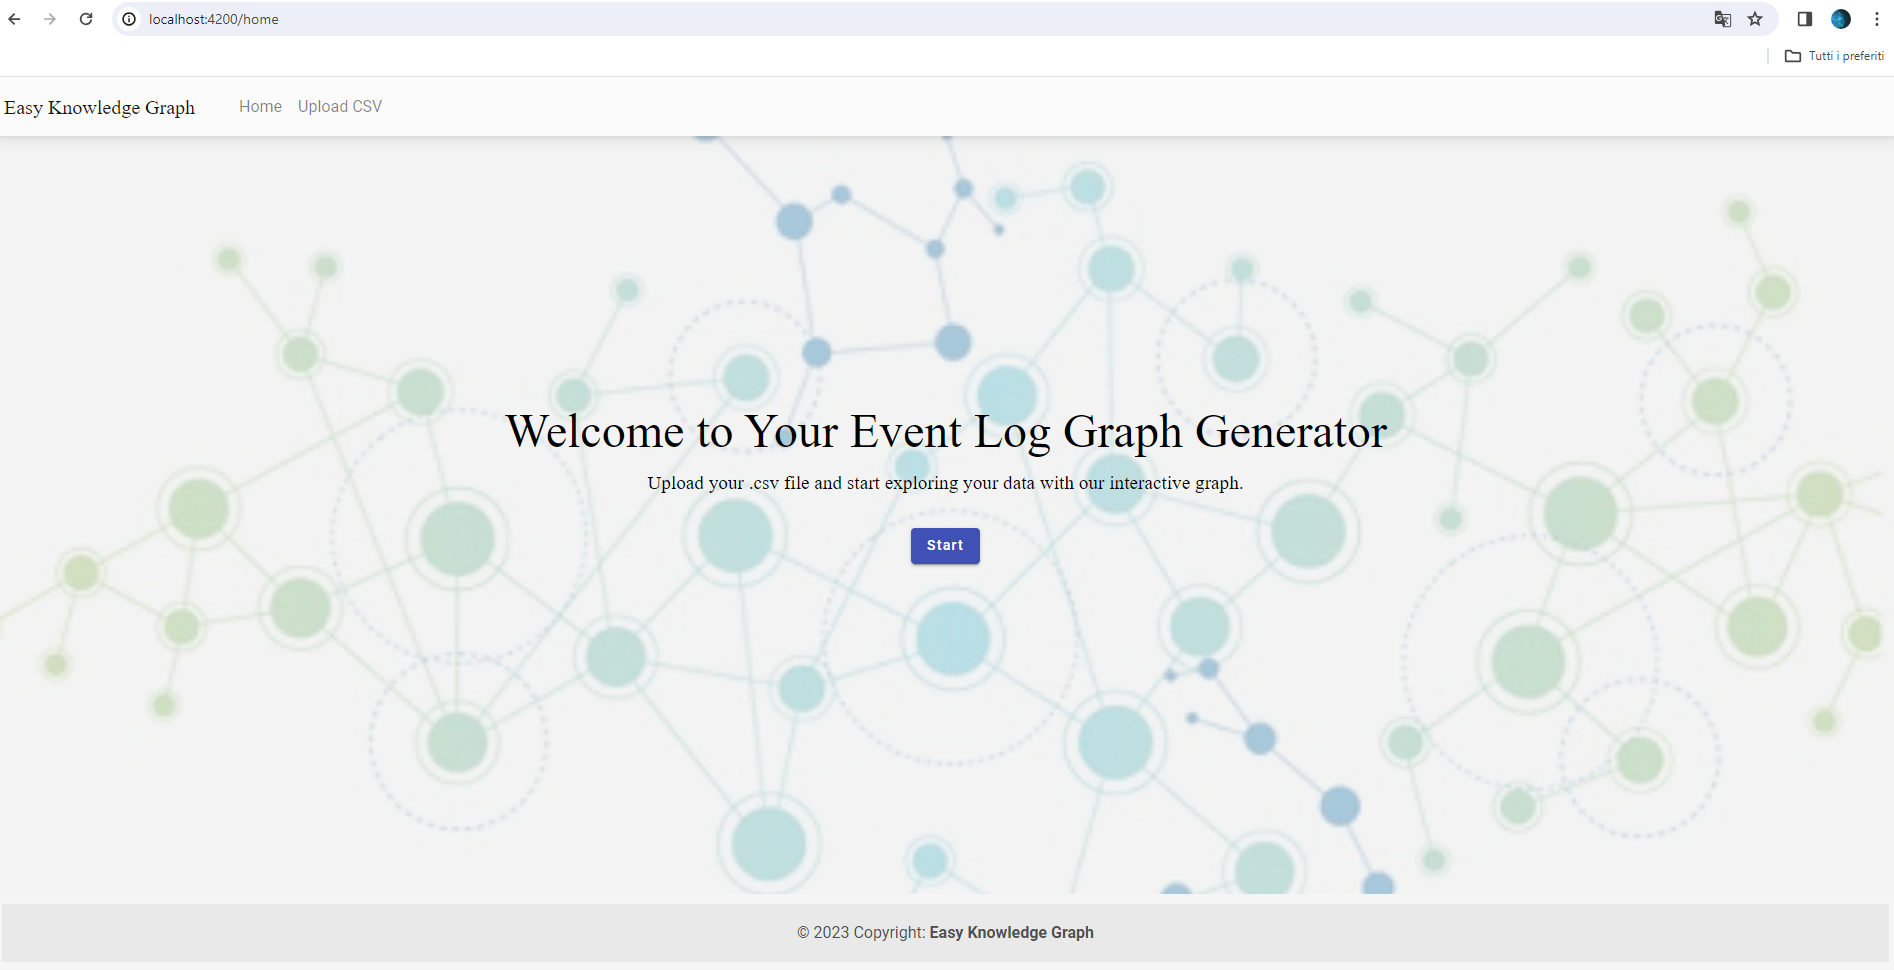 localhost:4200/home
Tutti i preferiti
Easy Knowledge Graph Home Upload CSV
Welcome to Your Event Log Graph Generator
Upload your .csv file and start exploring your data with our interactive graph.
Start
© 2023 Copyright: Easy Knowledge Graph